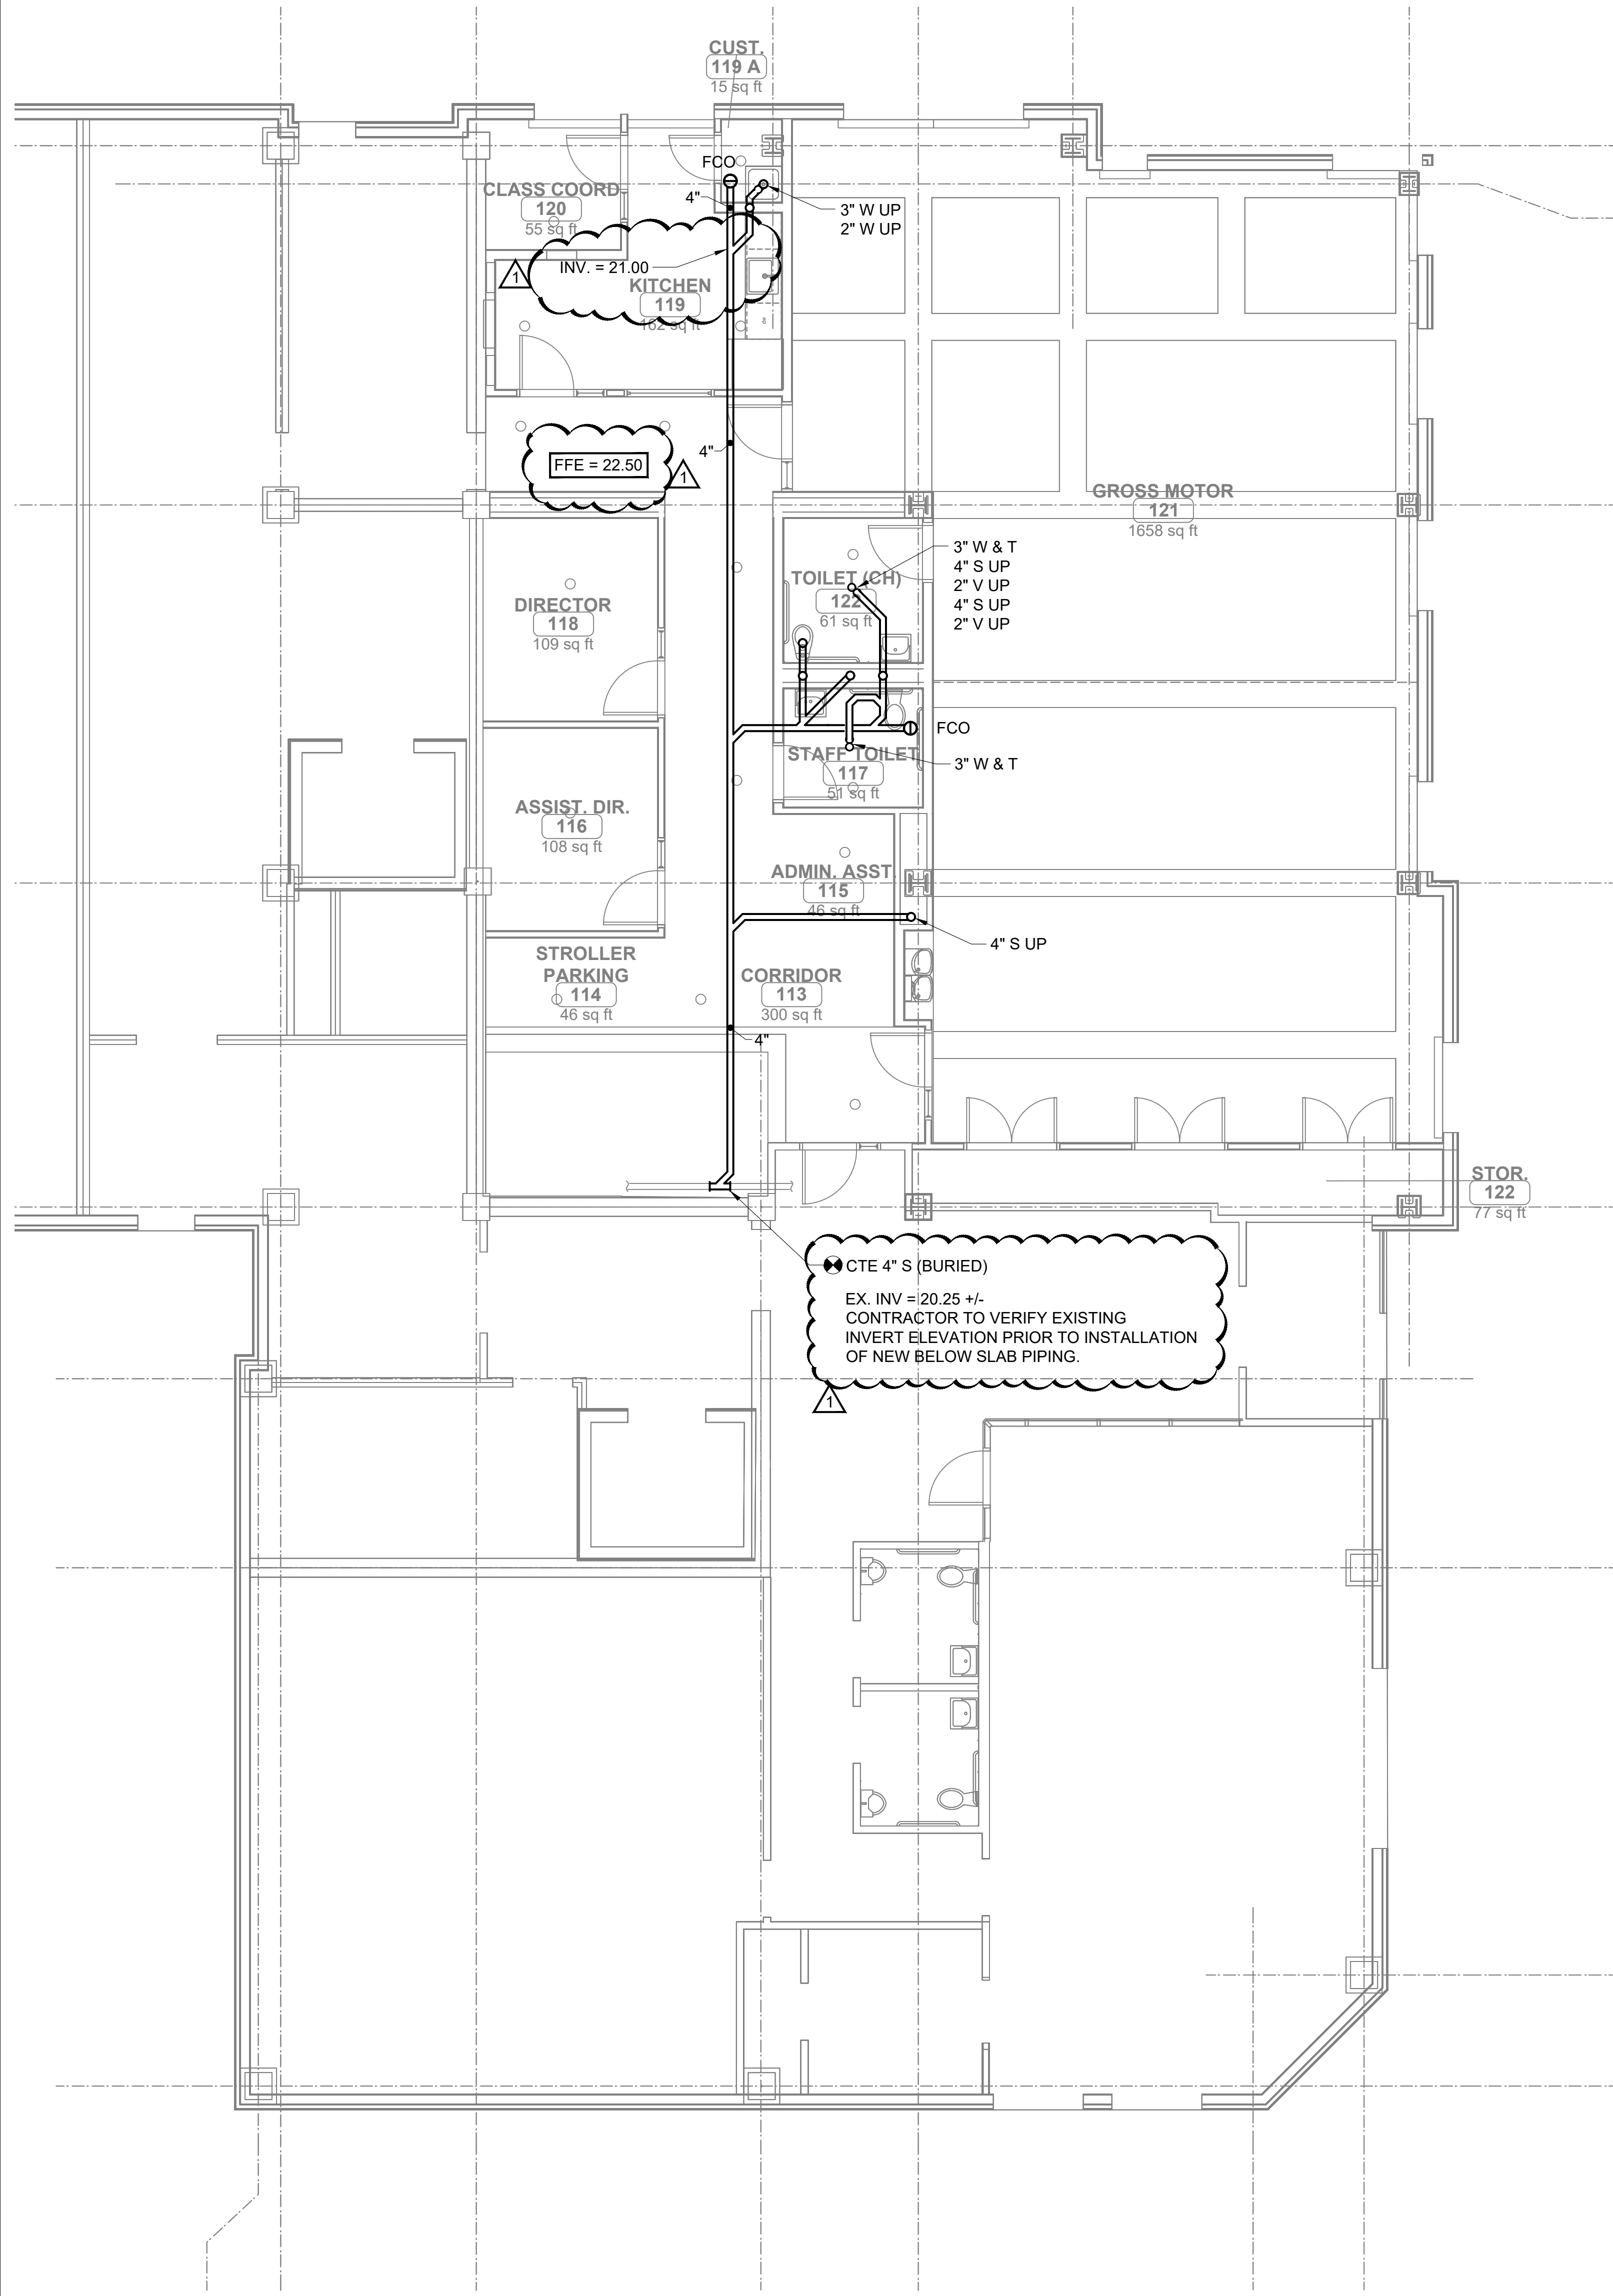 CUST.
119 A
15 sq ft
FCO
CLASS COORD.
120
55 sq ft
4"
3" W UP
2" W UP
INV. = 21.00
1
KITCHEN
119
162 sq ft
dw
4"
FFE = 22.50
1
GROSS MOTOR
121
1658 sq ft
3" W & T
4" S UP
2" V UP
4" S UP
2" V UP
TOILET (CH)
122
61 sq ft
DIRECTOR
118
109 sq ft
FCO
STAFF TOILET
117
51 sq ft
3" W & T
ASSIST. DIR.
116
108 sq ft
ADMIN. ASST.
115
46 sq ft
4" S UP
STROLLER
PARKING
114
46 sq ft
CORRIDOR
113
300 sq ft
4"
STOR.
122
77 sq ft
CTE 4" S (BURIED)
EX. INV = 20.25 +/-
CONTRACTOR TO VERIFY EXISTING
INVERT ELEVATION PRIOR TO INSTALLATION
OF NEW BELOW SLAB PIPING.
1